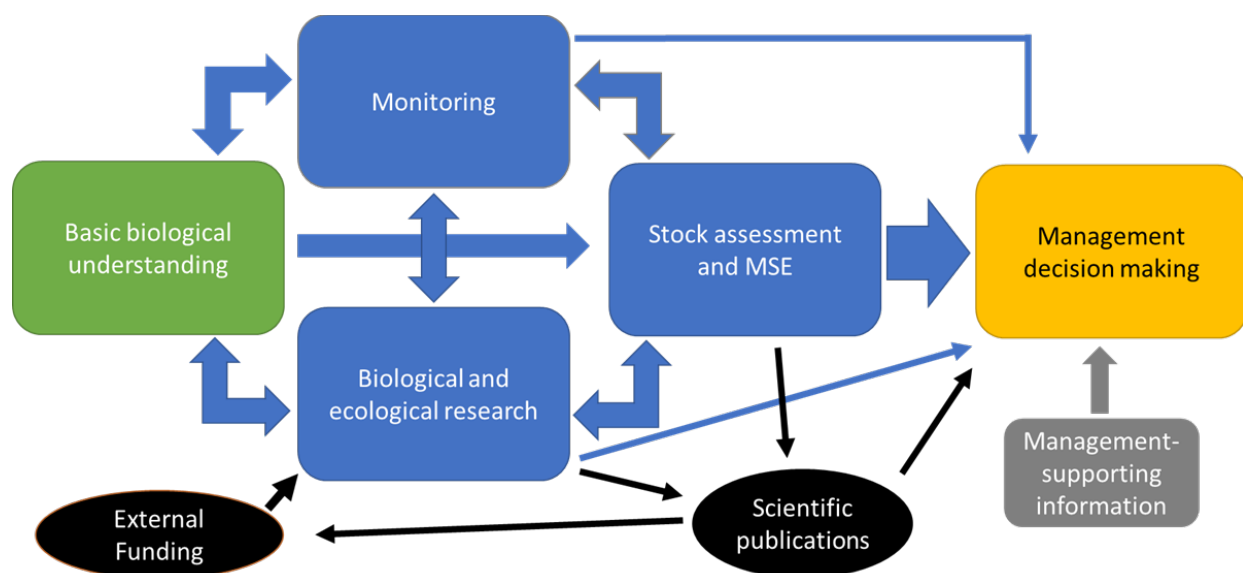 Monitoring
Basic biological
understanding
Stock assessment
and MSE
Management
decision making
Biological and
ecological research
Management-
supporting
information
External
Funding
Scientific
publications